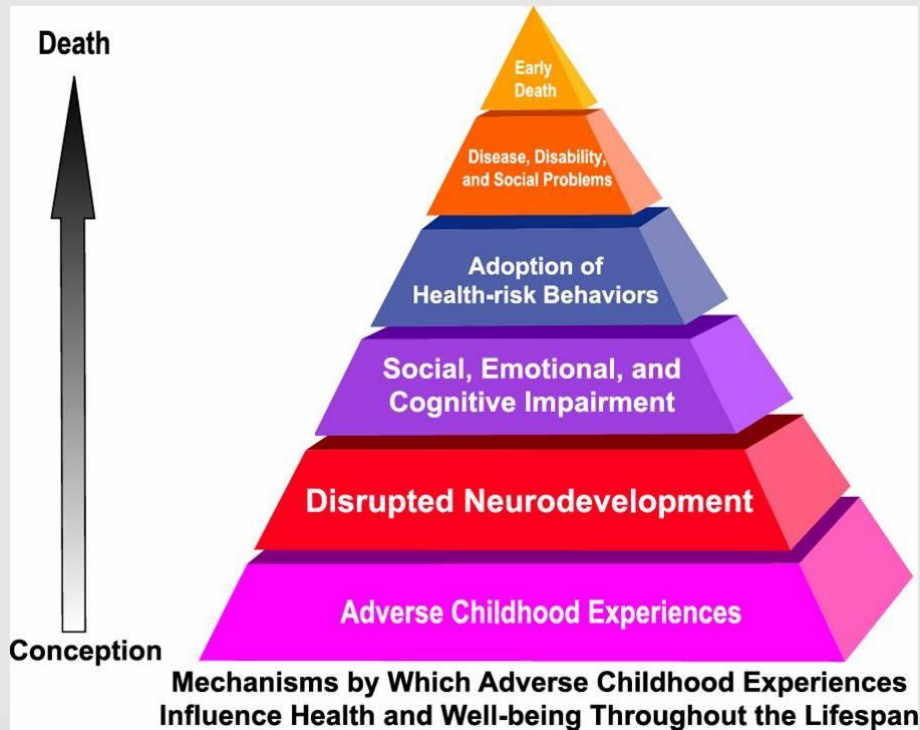 Death
Early
Death
Disease, Disability,
and Social Problems
Adoption of
Health-risk Behaviors
Social, Emotional, and
Cognitive Impairment
Disrupted Neurodevelopment
Adverse Childhood Experiences
Conception
Mechanisms by Which Adverse Childhood Experiences
Influence Health and Well-being Throughout the Lifespan